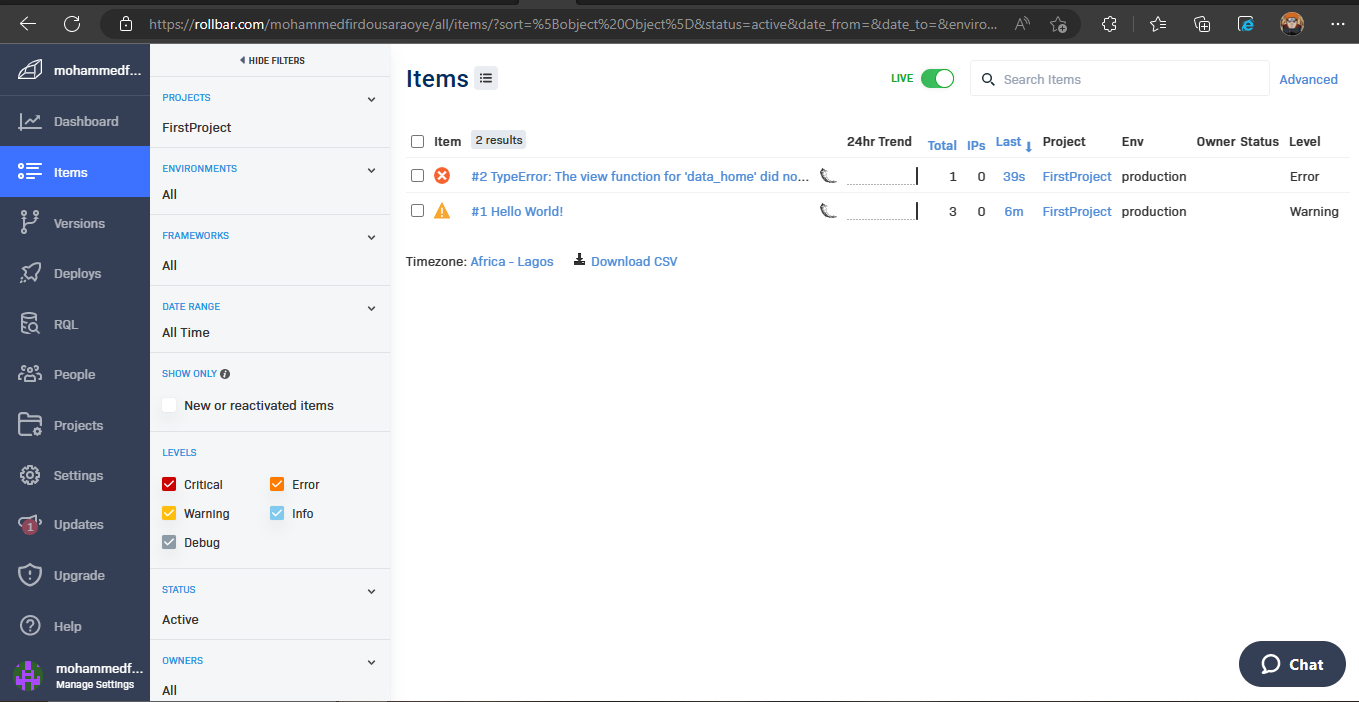 https://rollbar.com/mohammedfirdousaraoye/all/items/?sort=%5Bobject%20Object%5D&status=active&date_from=&date_to=&enviro...
mohammedf...
Dashboard
Items
Versions
Deploys
RQL
People
Projects
Settings
1
Updates
Upgrade
Help
mohammedf...
Manage Settings
HIDE FILTERS
PROJECTS
FirstProject
ENVIRONMENTS
All
FRAMEWORKS
All
DATE RANGE
All Time
SHOW ONLY
New or reactivated items
LEVELS
Critical Error
Warning Info
Debug
STATUS
Active
OWNERS
All
Items
LIVE
Search Items
Advanced
Item 2 results 24hr Trend Total IPs Last Project Env Owner Status Level
#2 TypeError: The view function for 'data_home' did no... 1 0 39s FirstProject production Error
#1 Hello World! 3 0 6m FirstProject production Warning
Timezone: Africa - Lagos Download CSV
Chat